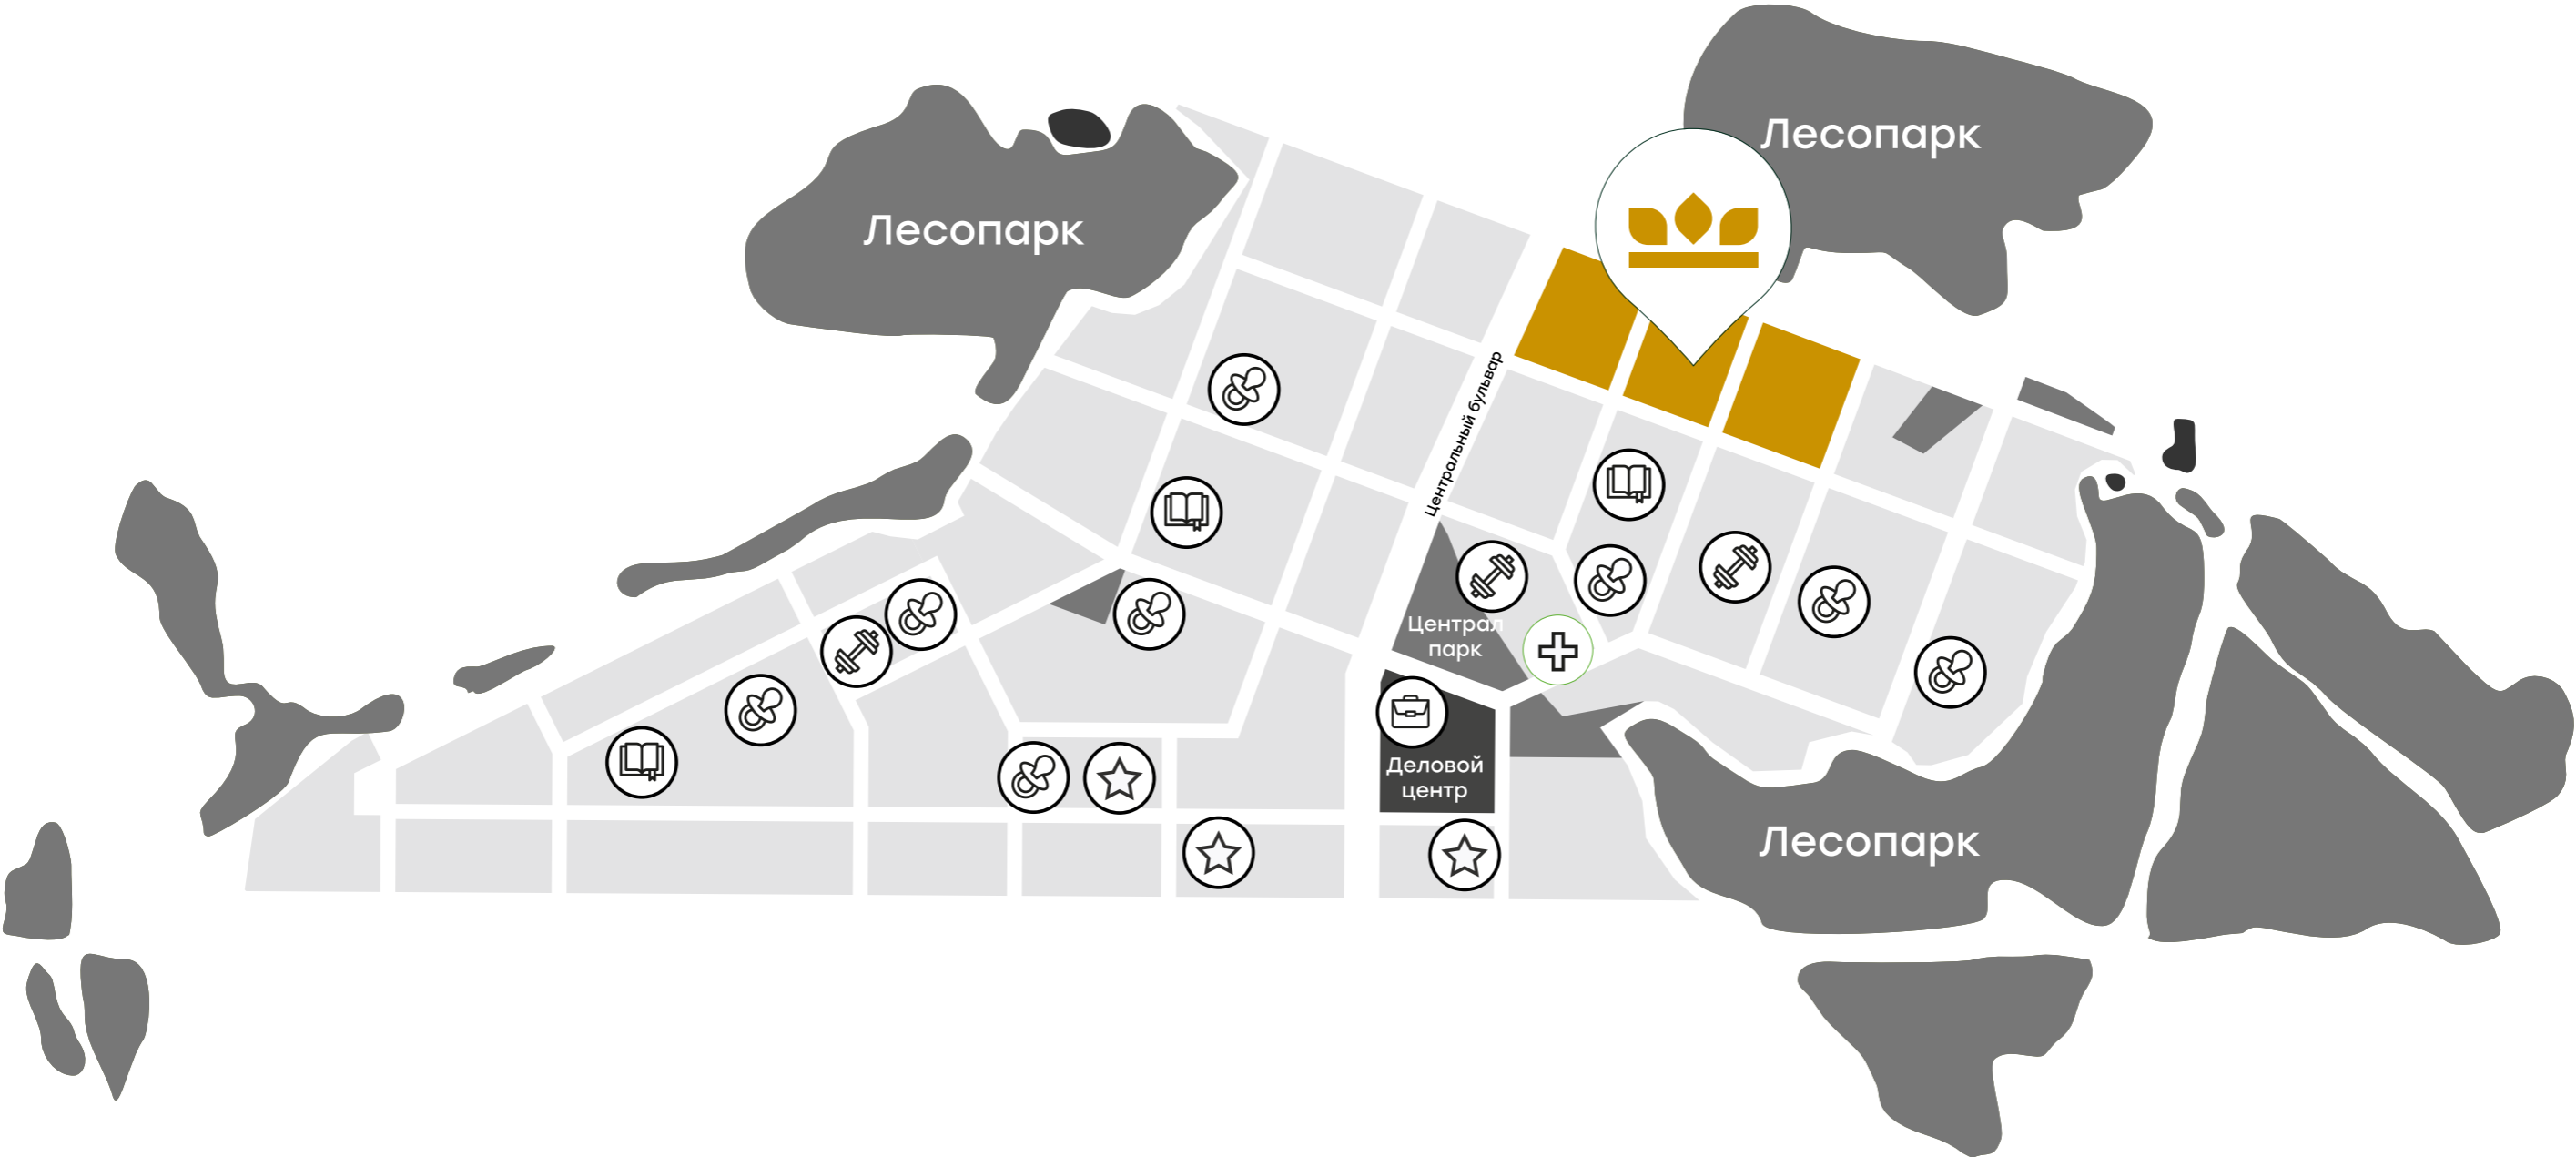 Лесопарк
Лесопарк
Центральный бульвар
Централ
парк
Деловой
центр
Лесопарк